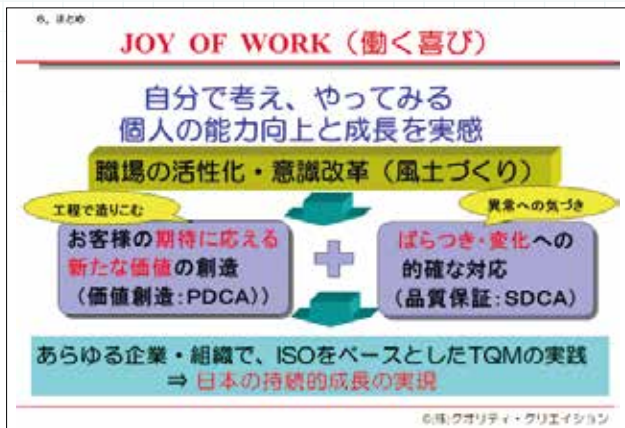 6. まとめ
JOY OF WORK（働く喜び）
自分で考え、やってみる
個人の能力向上と成長を実感
職場の活性化・意識改革（風土づくり）
工程で造りこむ
異常への気づき
お客様の期待に応える
新たな価値の創造
（価値創造：PDCA））
ばらつき・変化への
的確な対応
（品質保証：SDCA）
あらゆる企業・組織で、ISOをベースとしたTQMの実践
⇒ 日本の持続的成長の実現
©(株)クオリティ・クリエイション